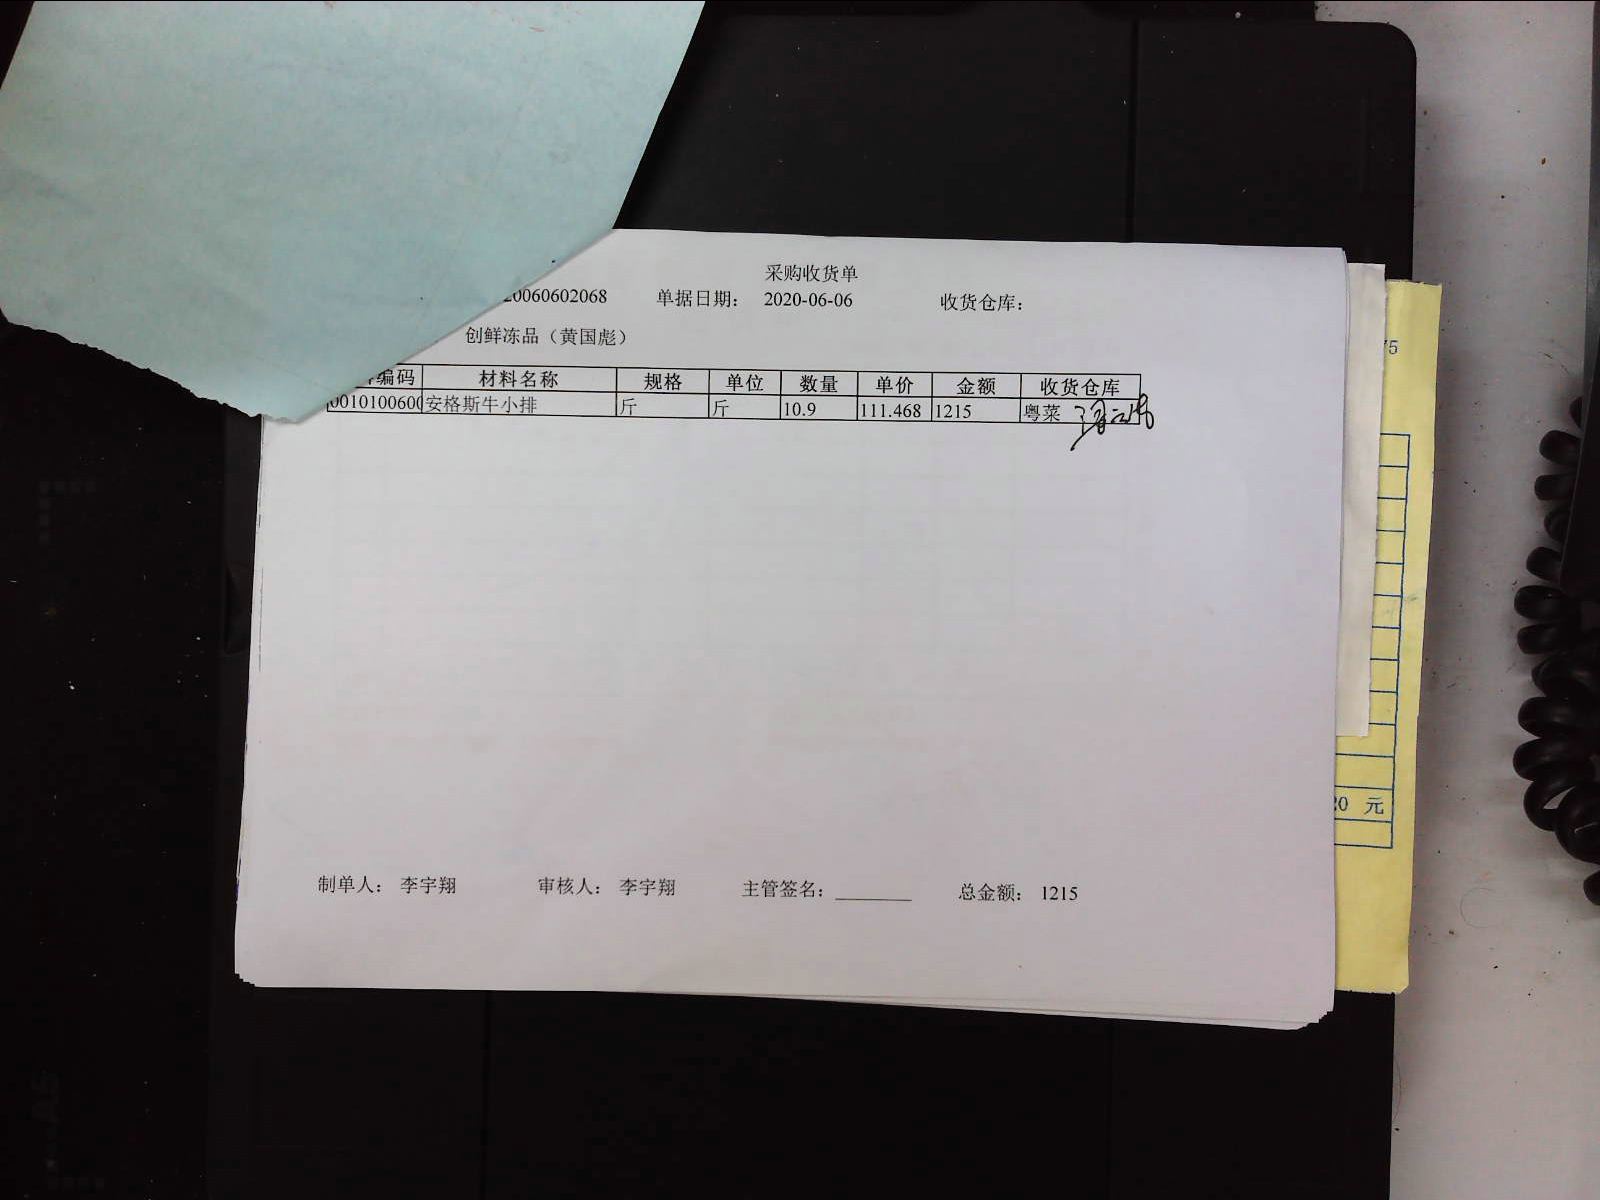 采购收货单
20060602068 单据日期： 2020-06-06 收货仓库：
创鲜冻品（黄国彪）
编码 材料名称 规格 单位 数量 单价 金额 收货仓库
0010100600 安格斯牛小排 斤 斤 10.9 111.468 1215 粤菜
制单人： 李宇翔 审核人： 李宇翔 主管签名： 总金额： 1215
75
20 元